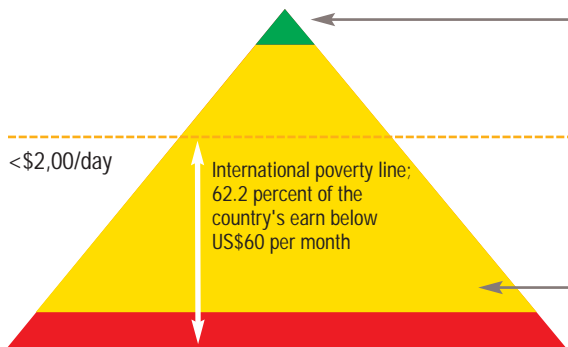 <$2,00/day
International poverty line;
62.2 percent of the
country's earn below
US$60 per month